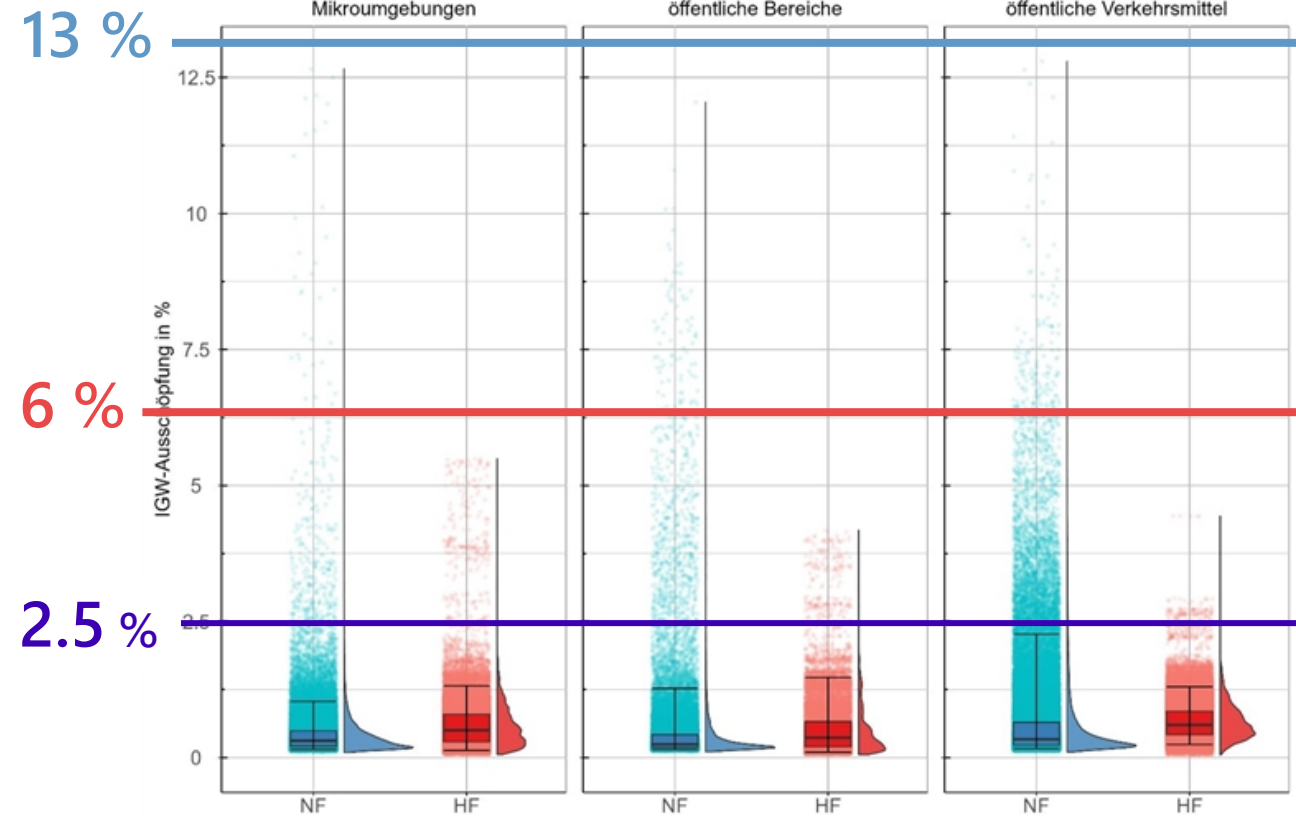 Mikroumgebungen
öffentliche Bereiche
öffentliche Verkehrsmittel
13 %
12.5
10
7.5
6 %
IGW-Ausschöpfung in %
5
2.5 %
2.5
0
NF
HF
NF
HF
NF
HF